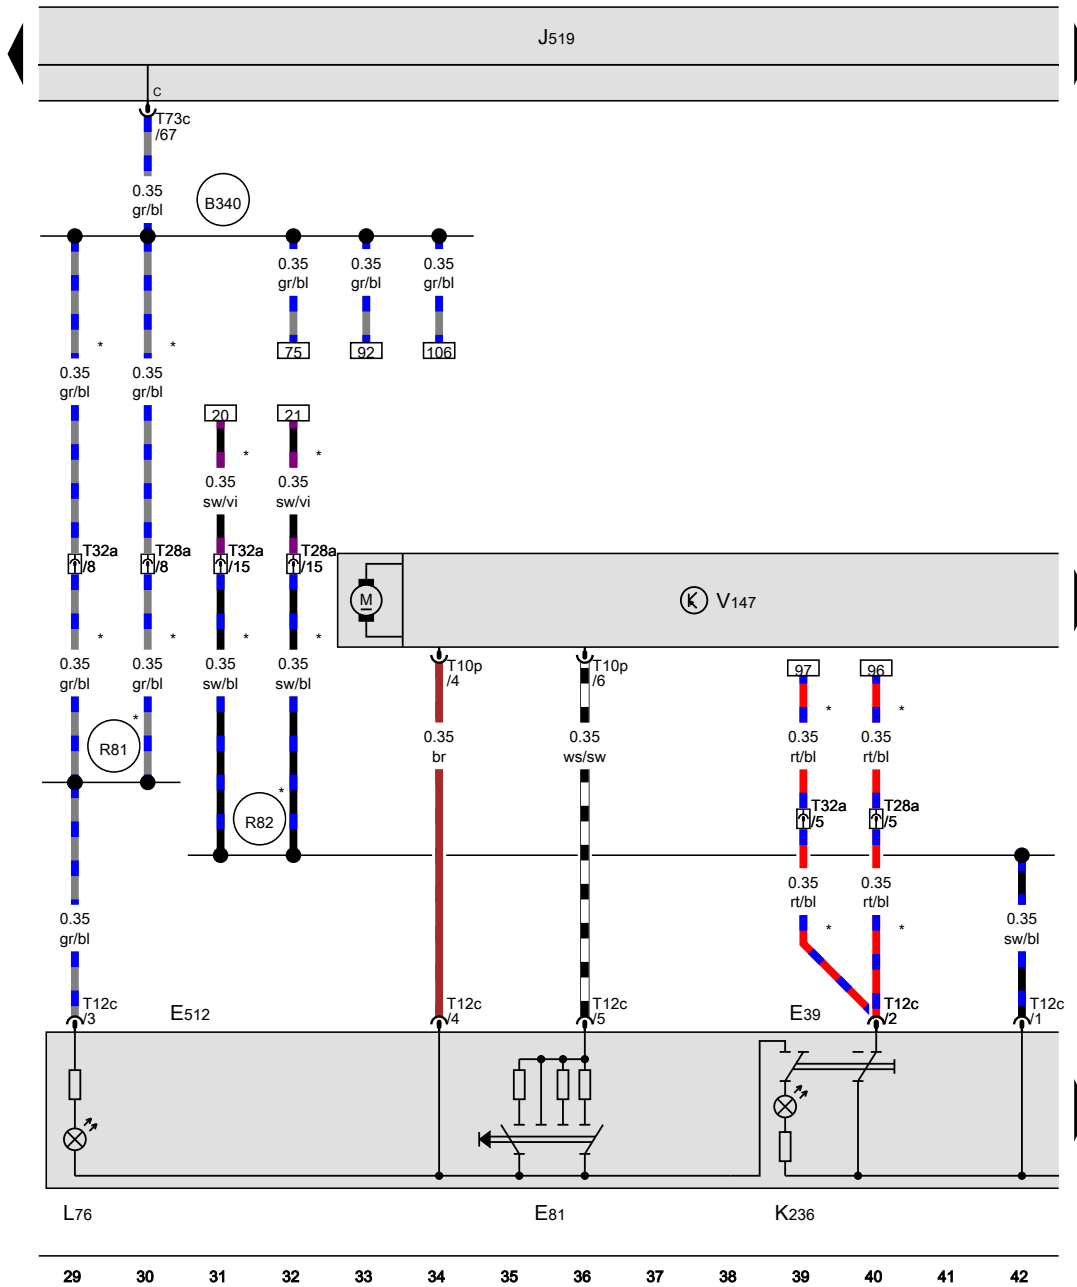 J519
c
T73c
/67
0.35
gr/bl
B340
0.35
gr/bl
0.35
gr/bl
0.35
gr/bl
75
92
106
*
*
0.35
gr/bl
0.35
gr/bl
20
21
*
*
0.35
sw/vi
0.35
sw/vi
T32a
/8
T28a
/8
T32a
/15
T28a
/15
M
K
V147
*
*
*
*
0.35
gr/bl
0.35
gr/bl
0.35
sw/bl
0.35
sw/bl
T10p
/4
T10p
/6
97
96
*
*
R81
*
0.35
br
0.35
ws/sw
0.35
rt/bl
0.35
rt/bl
R82
*
T32a
/5
T28a
/5
0.35
rt/bl
0.35
rt/bl
*
*
0.35
gr/bl
0.35
sw/bl
T12c
/3
E512
T12c
/4
T12c
/5
E39
T12c
/2
T12c
/1
L76
E81
K236
29 30 31 32 33 34 35 36 37 38 39 40 41 42